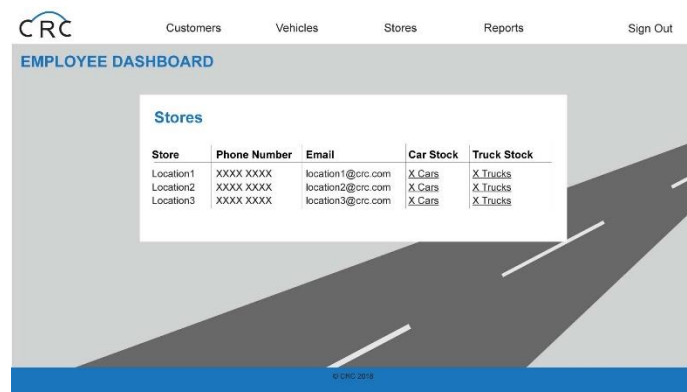 CRC Customers Vehicles Stores Reports Sign Out
EMPLOYEE DASHBOARD
Stores
Store Phone Number Email Car Stock Truck Stock
Location1 XXXX XXXX location1@crc.com X Cars X Trucks
Location2 XXXX XXXX location2@crc.com X Cars X Trucks
Location3 XXXX XXXX location3@crc.com X Cars X Trucks
© CRC 2018